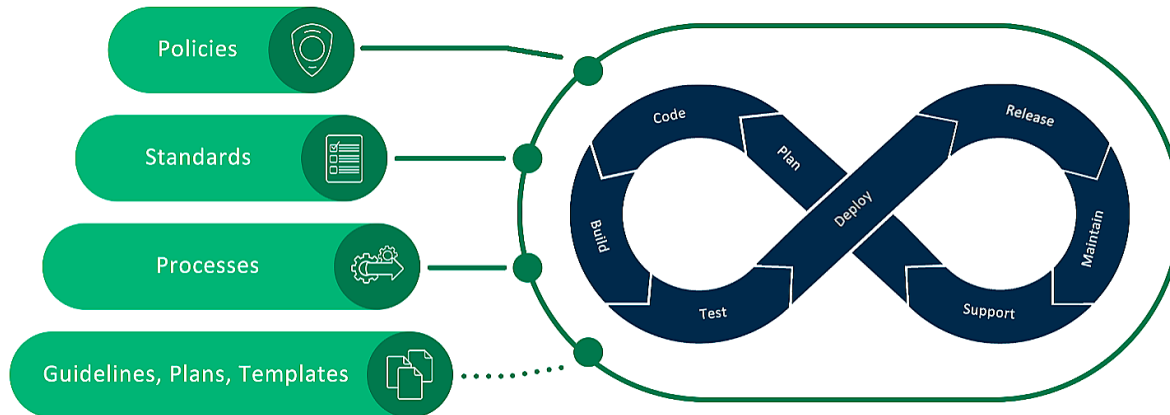 Policies
Standards
Processes
Guidelines, Plans, Templates
Code
Plan
Build
Test
Deploy
Release
Maintain
Support